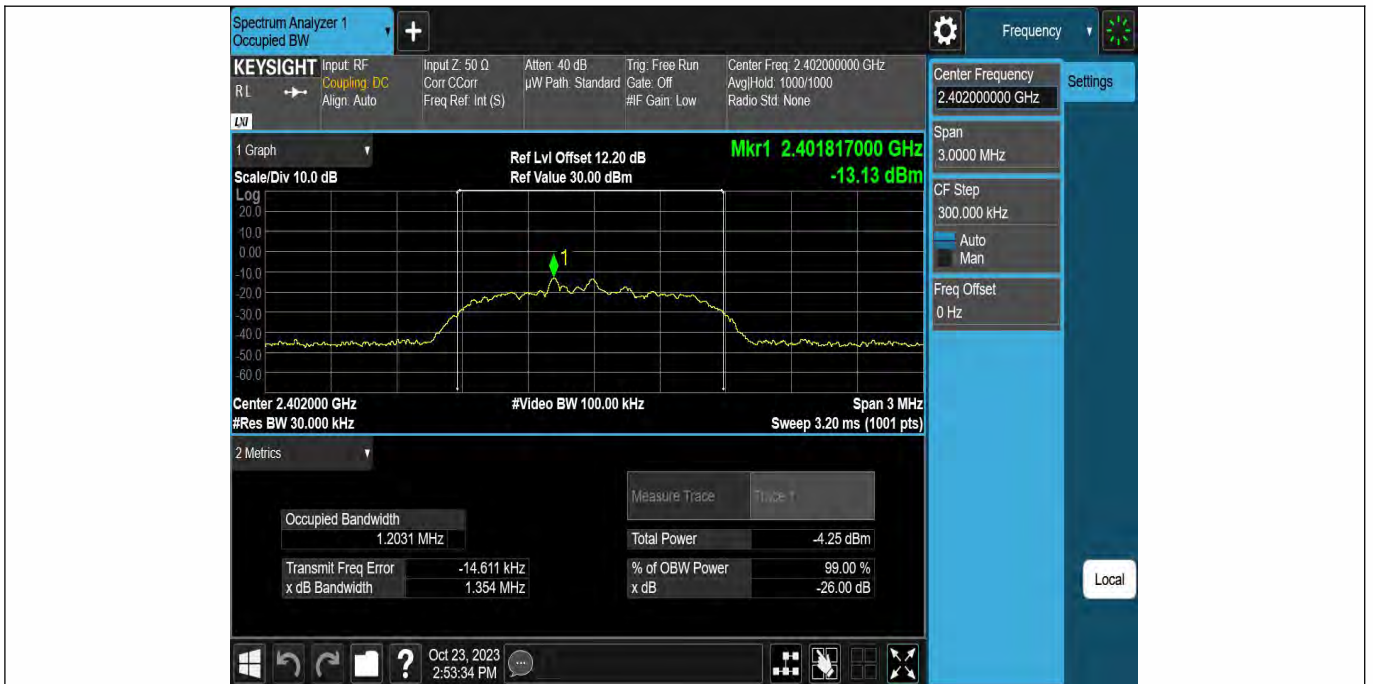 Spectrum Analyzer 1
Occupied BW
+
Frequency
KEYSIGHT
R L
LXI
Input: RF
Coupling: DC
Align: Auto
Input Z: 50 Ω
Corr CCorr
Freq Ref: Int (S)
Atten: 40 dB
µW Path: Standard
Trig: Free Run
Gate: Off
#IF Gain: Low
Center Freq: 2.402000000 GHz
Avg|Hold: 1000/1000
Radio Std: None
1 Graph
Scale/Div 10.0 dB
Ref Lvl Offset 12.20 dB
Ref Value 30.00 dBm
Mkr1 2.401817000 GHz
-13.13 dBm
Log
20.0
10.0
0.00
-10.0
-20.0
-30.0
-40.0
-50.0
-60.0
1
Center 2.402000 GHz
#Video BW 100.00 kHz
Span 3 MHz
#Res BW 30.000 kHz
Sweep 3.20 ms (1001 pts)
2 Metrics
Measure Trace Trace 1
Occupied Bandwidth
1.2031 MHz
Total Power -4.25 dBm
Transmit Freq Error -14.611 kHz
% of OBW Power 99.00 %
x dB Bandwidth 1.354 MHz
x dB -26.00 dB
Center Frequency
2.402000000 GHz
Settings
Span
3.0000 MHz
CF Step
300.000 kHz
Auto
Man
Freq Offset
0 Hz
Local
?
Oct 23, 2023
2:53:34 PM